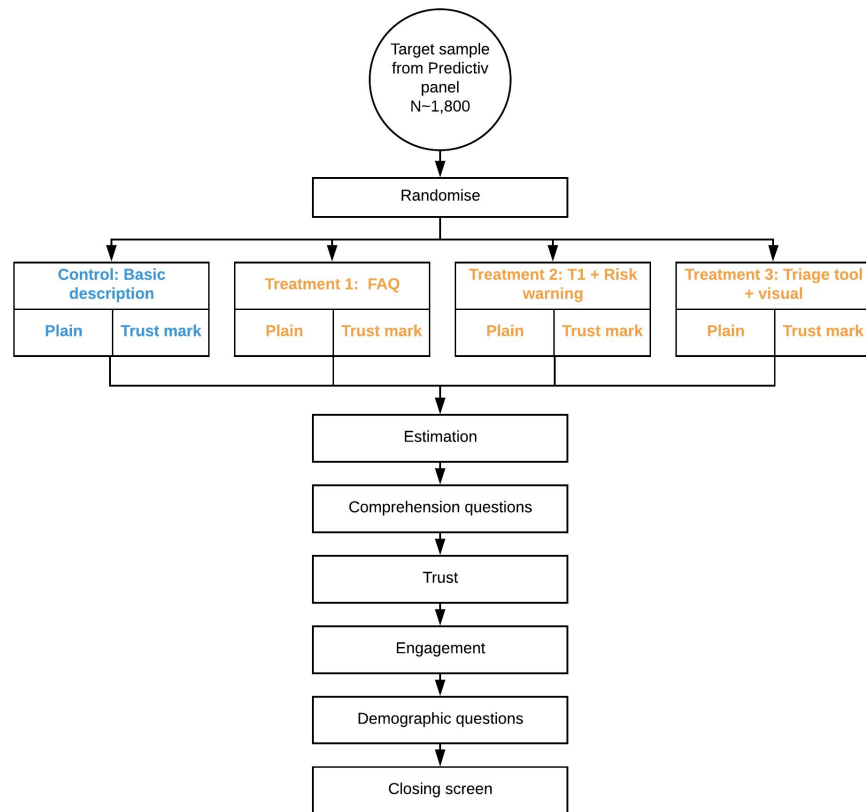 Target sample
from Predictiv
panel
N~1,800
Randomise
Control: Basic
description
Plain
Trust mark
Treatment 1: FAQ
Plain
Trust mark
Treatment 2: T1 + Risk
warning
Plain
Trust mark
Treatment 3: Triage tool
+ visual
Plain
Trust mark
Estimation
Comprehension questions
Trust
Engagement
Demographic questions
Closing screen